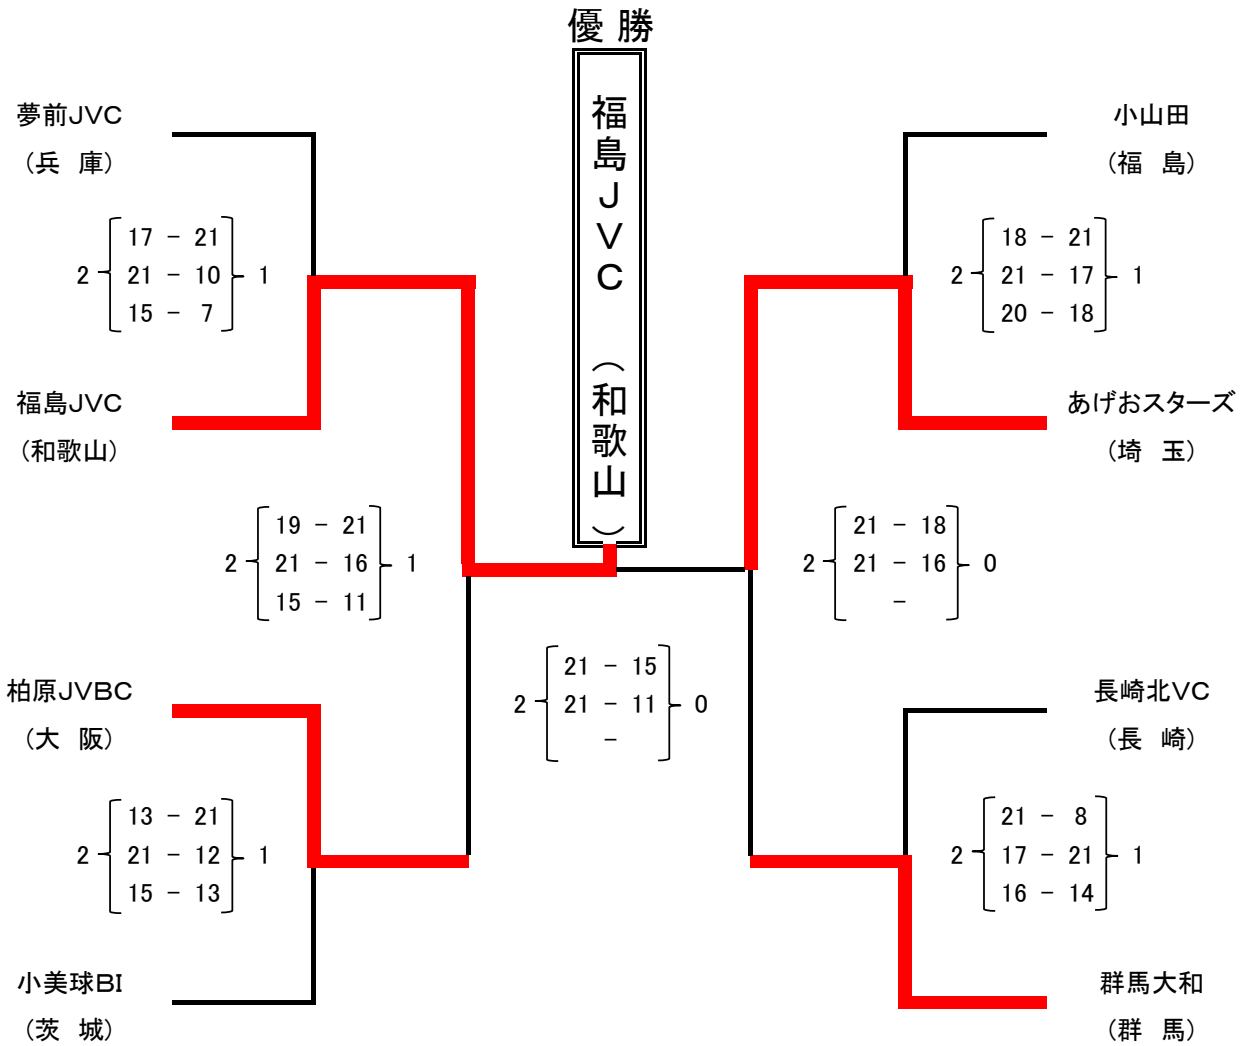 優 勝
福島JVC （和歌山）
夢前JVC
（兵 庫）
17 - 21
2 21 - 10 1
15 - 7
福島JVC
（和歌山）
19 - 21
2 21 - 16 1
15 - 11
柏原JVBC
（大 阪）
13 - 21
2 21 - 12 1
15 - 13
小美球BI
（茨 城）
21 - 15
2 21 - 11 0
-
小山田
（福 島）
18 - 21
2 21 - 17 1
20 - 18
あげおスターズ
（埼 玉）
21 - 18
2 21 - 16 0
-
長崎北VC
（長 崎）
21 - 8
2 17 - 21 1
16 - 14
群馬大和
（群 馬）